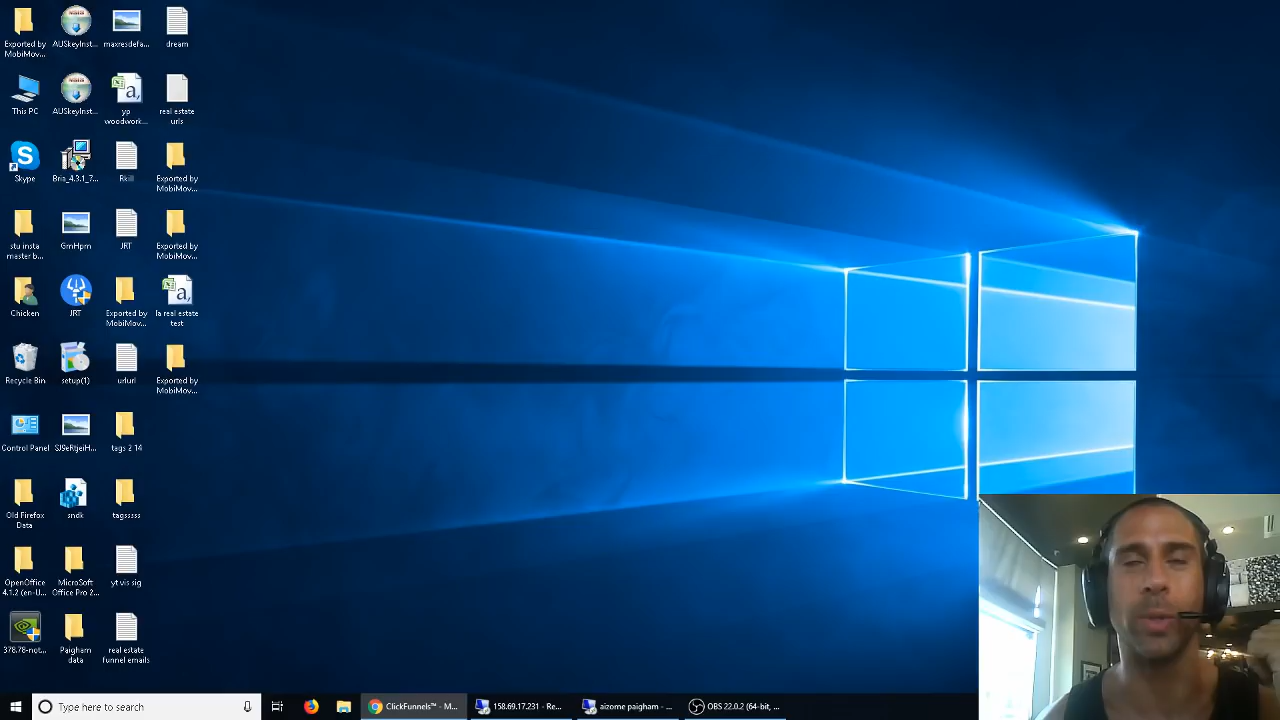 Exported by
MobiMov...
AUSkeyInst...
maxresdefa...
dream
This PC
AUSkeyInst...
yp
woodwork...
real estate
urls
Skype
Bria_4.3.1_7...
Rkill
Exported by
MobiMov...
stu insta
master b...
GmHpm
JRT
Exported by
MobiMov...
Chicken
JRT
Exported by
MobiMov...
la real estate
test
Recycle Bin
setup(1)
urlurl
Exported by
MobiMov...
Control Panel
tags 2 14
Old Firefox
Data
sndk
tagsssss
OpenOffice
4.1.2 (en-U...
MicroSoft
Office Pro 2...
yt vis sig
378.78-not...
Paigham
data
real estate
funnel emails
Type here to search
ClickFunnels™ - M...
158.69.17.231 - Re...
aizome paigham - ...
OBS 22.0.2 (64-bit, ...